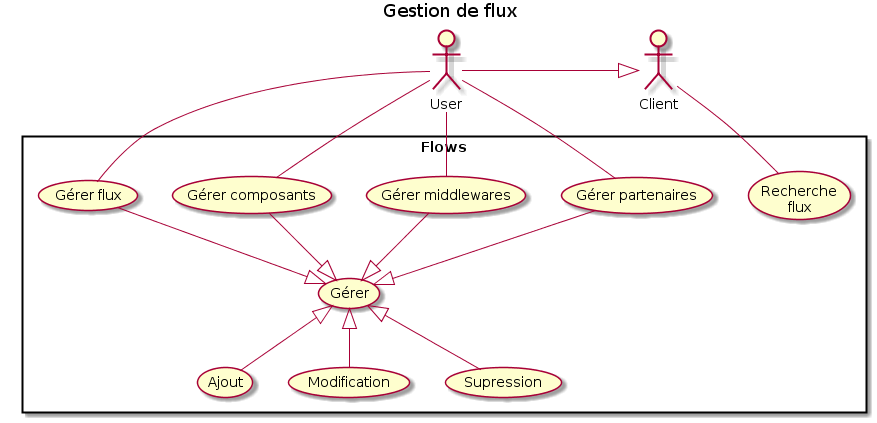 Gestion de flux
User
Client
Flows
Gérer flux
Gérer composants
Gérer middlewares
Gérer partenaires
Recherche
flux
Gérer
Ajout
Modification
Supression